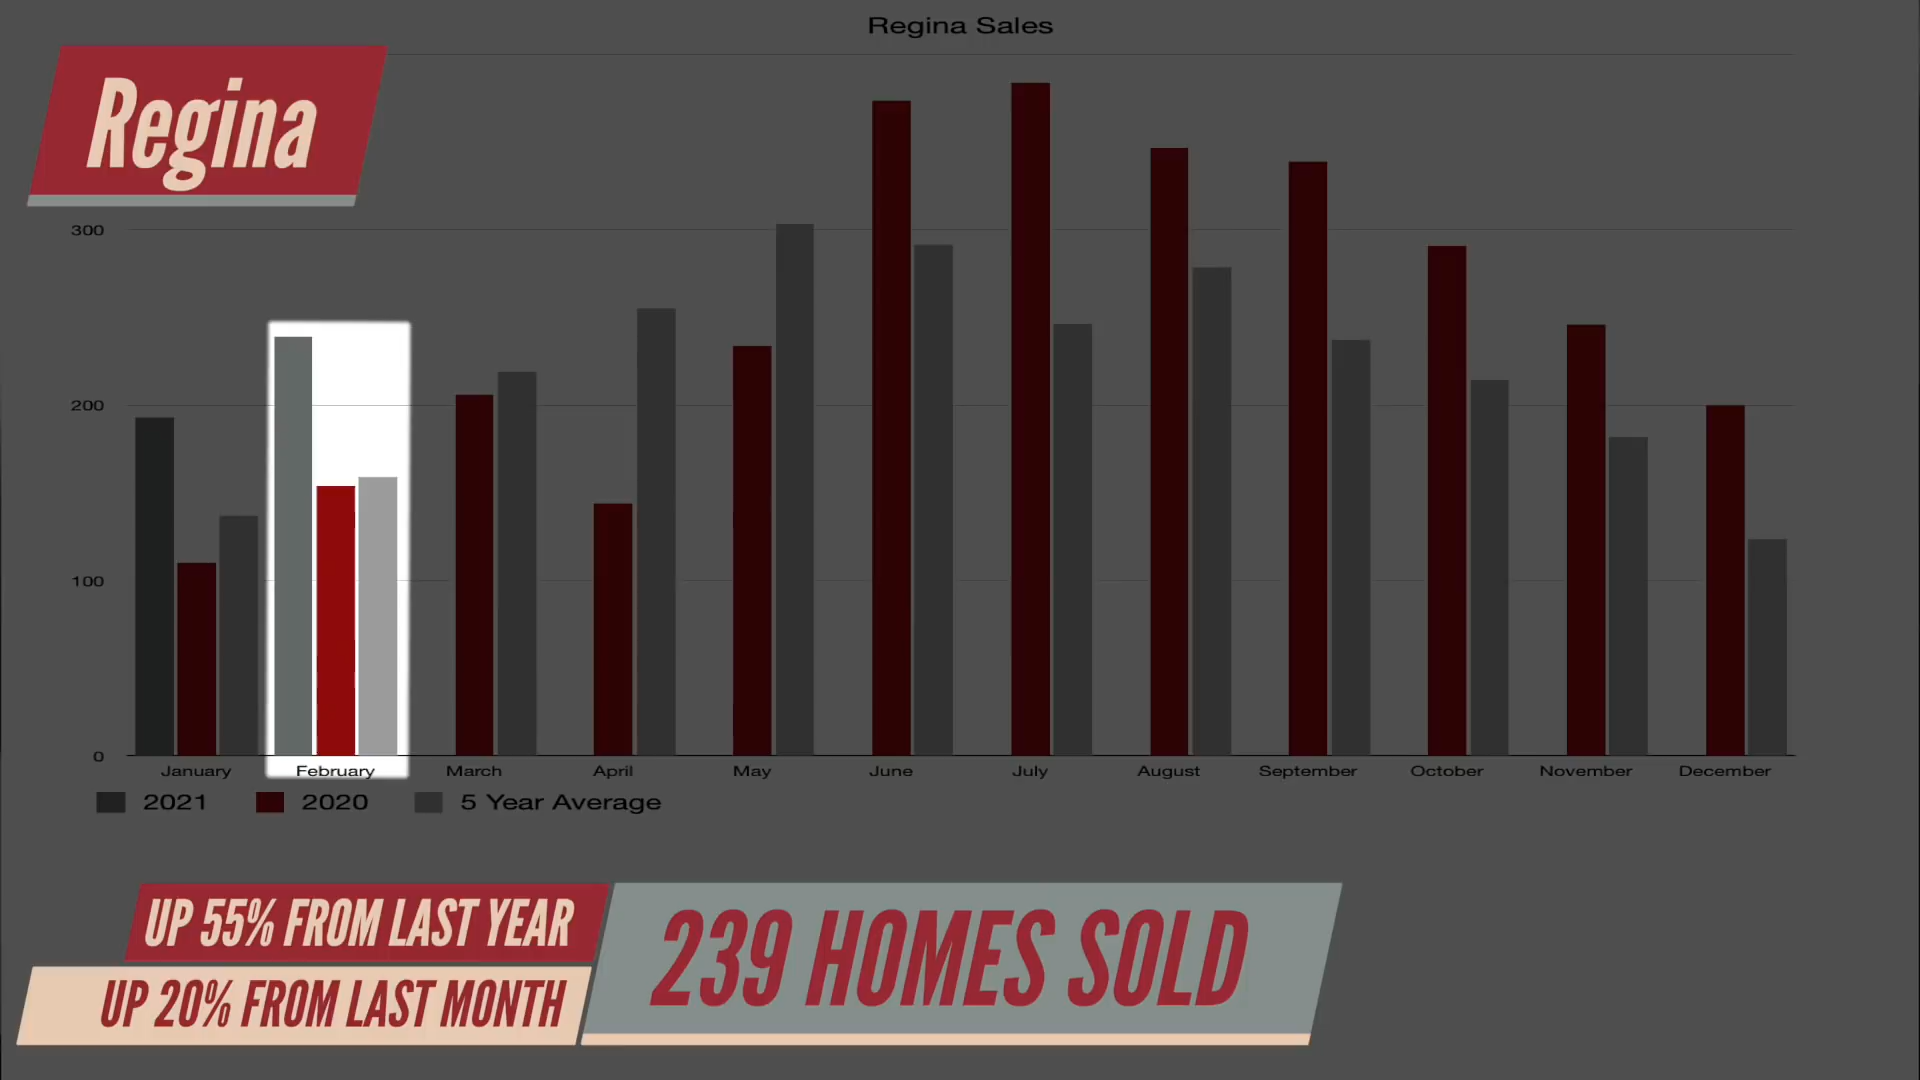 Regina Sales
Regina
300
200
100
0
January February March April May June July August September October November December
2021 2020 5 Year Average
UP 55% FROM LAST YEAR
UP 20% FROM LAST MONTH
239 HOMES SOLD